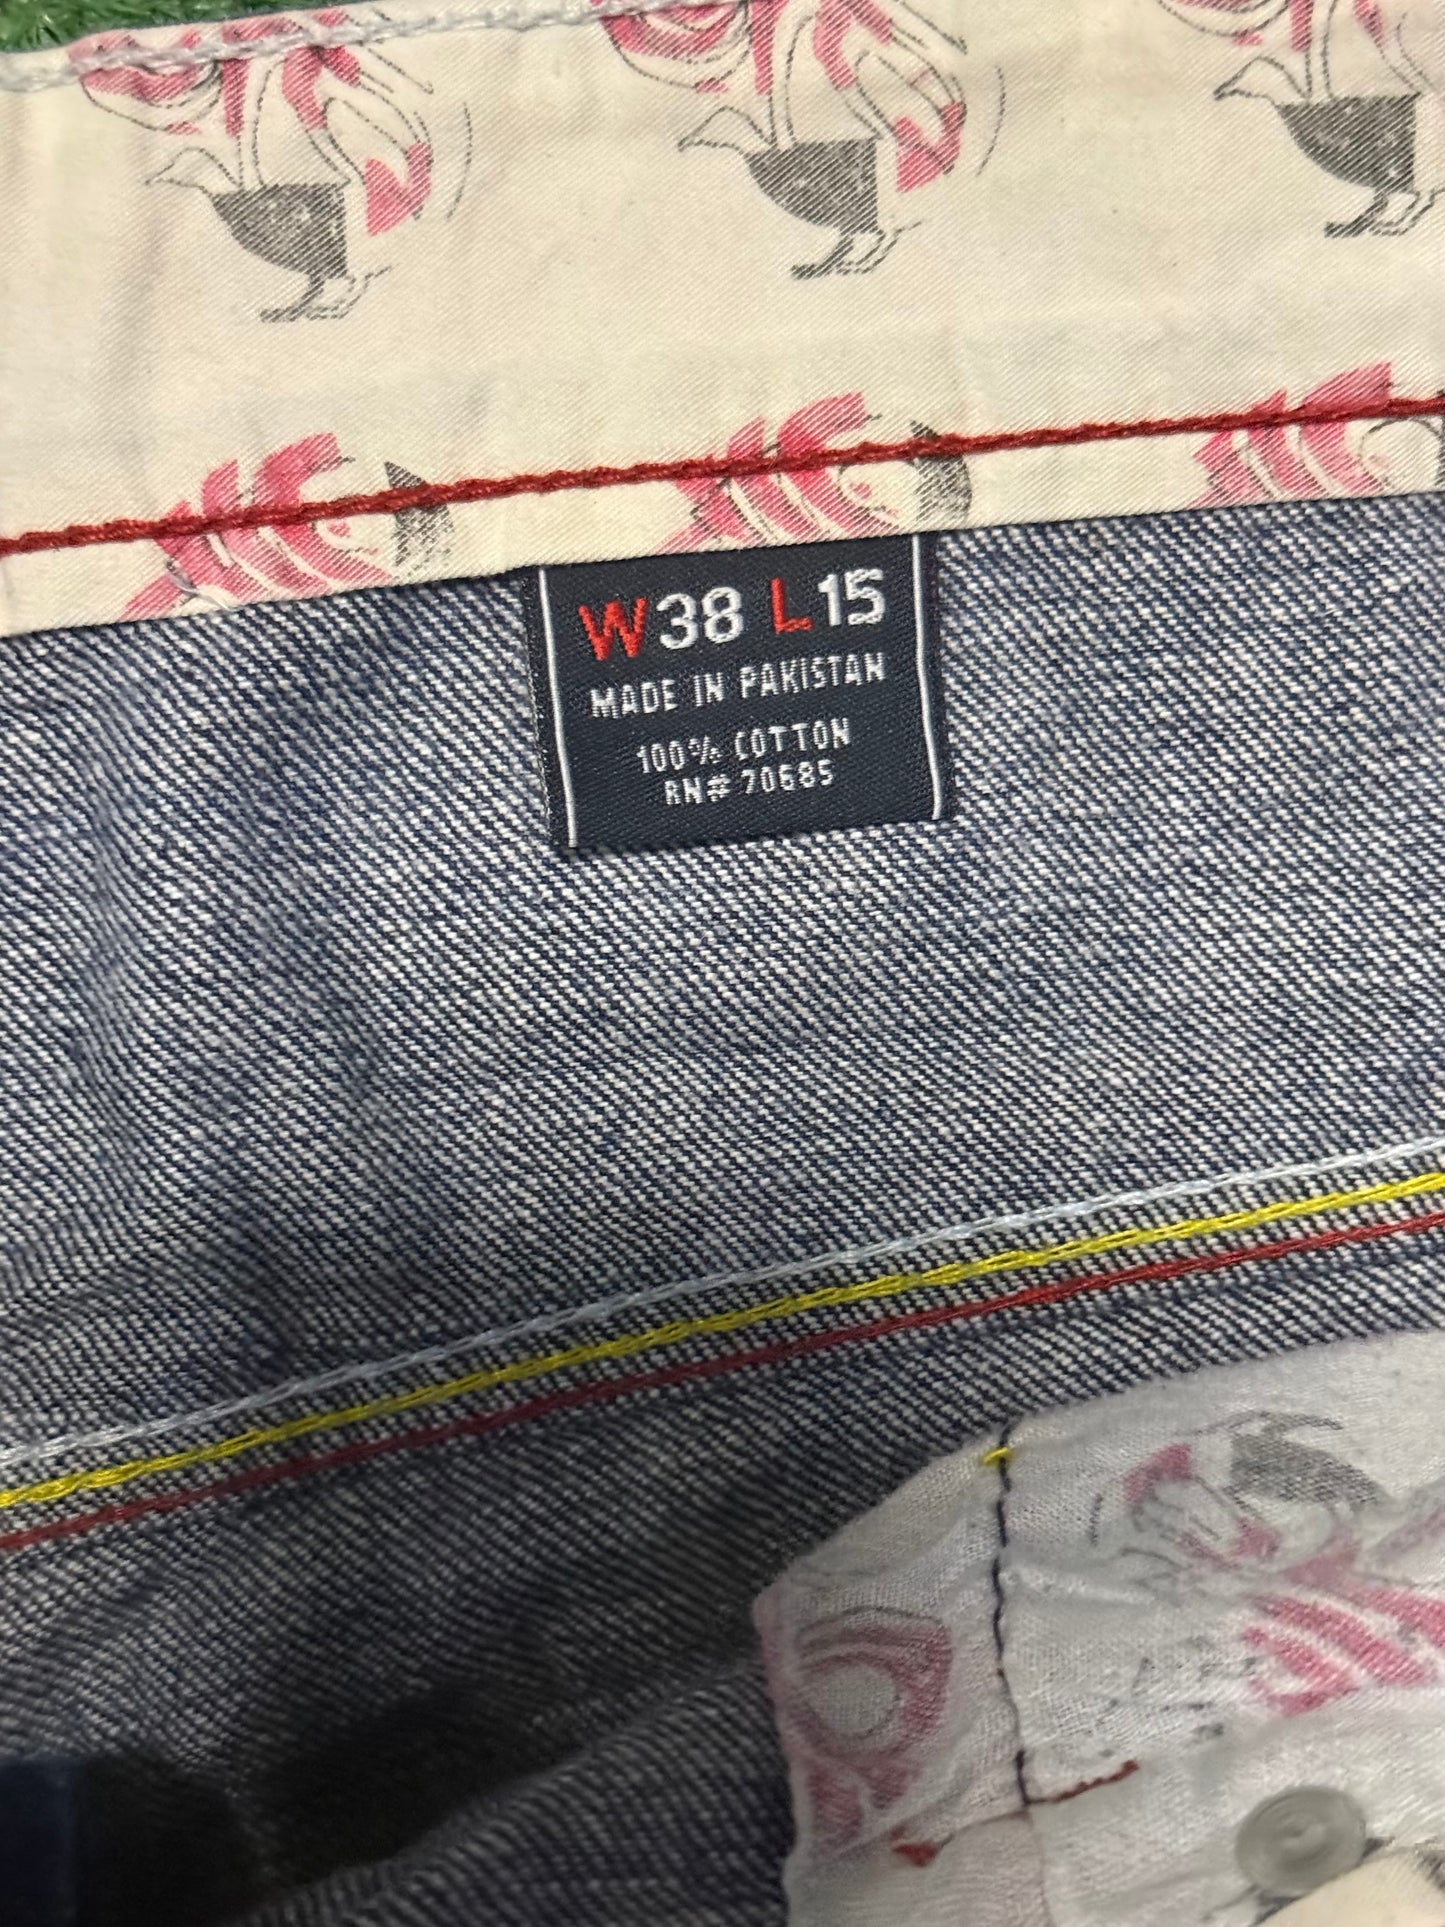 W38 L15
MADE IN PAKISTAN
100% COTTON
RN# 70685